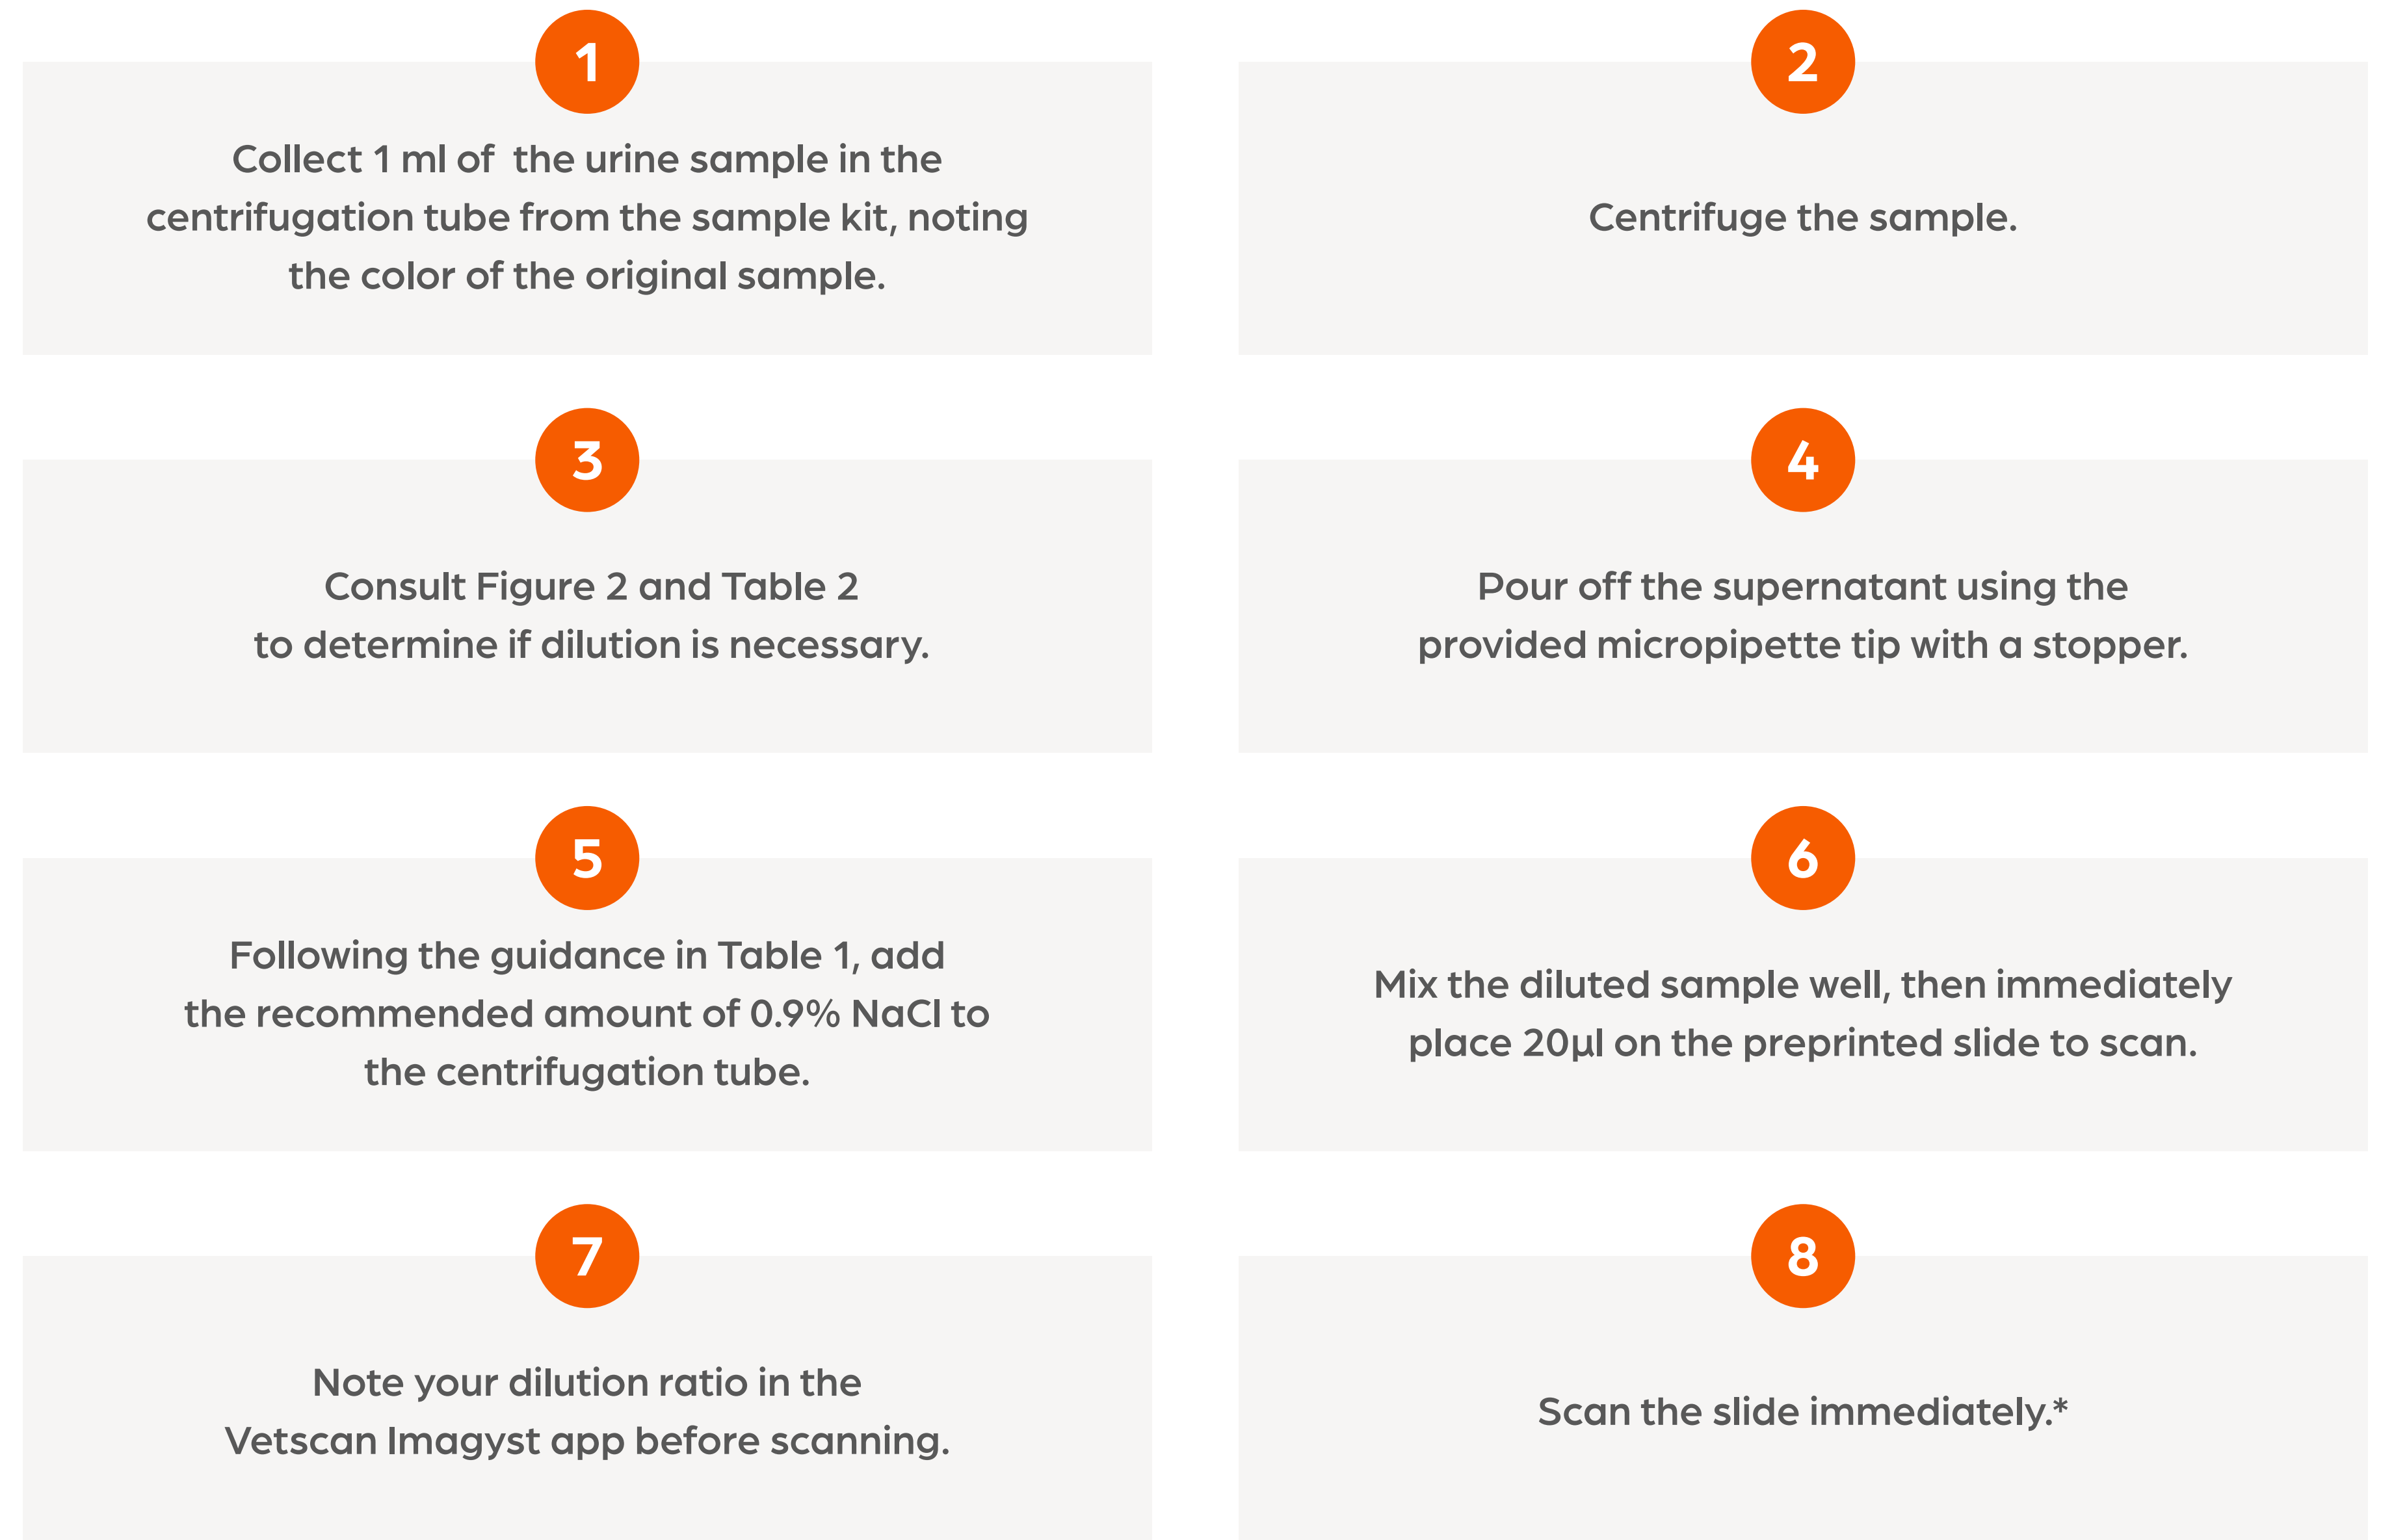 1
Collect 1 ml of  the urine sample in the
centrifugation tube from the sample kit, noting
the color of the original sample.
2
Centrifuge the sample.
3
Consult Figure 2 and Table 2
to determine if dilution is necessary.
4
Pour off the supernatant using the
provided micropipette tip with a stopper.
5
Following the guidance in Table 1, add
the recommended amount of 0.9% NaCl to
the centrifugation tube.
6
Mix the diluted sample well, then immediately
place 20µl on the preprinted slide to scan.
7
Note your dilution ratio in the
Vetscan Imagyst app before scanning.
8
Scan the slide immediately.*